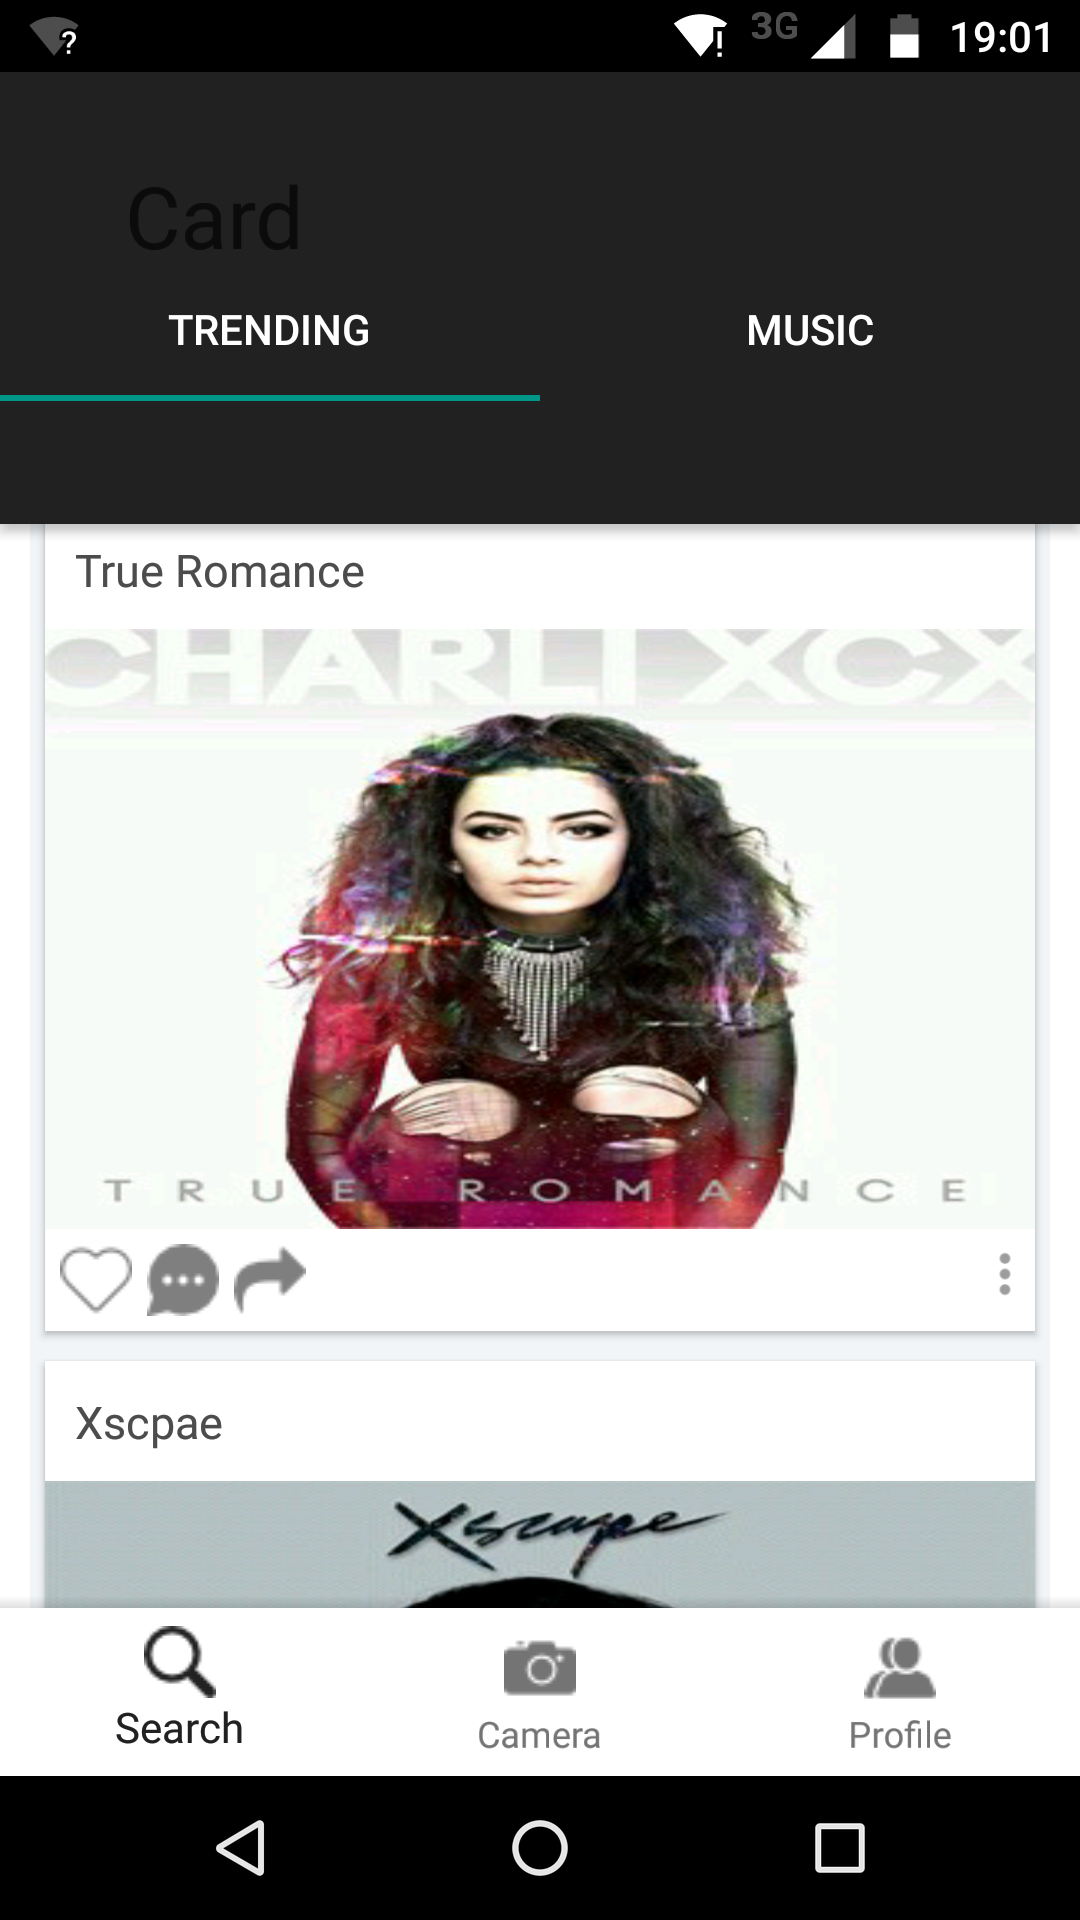 ?
! 3G 19:01
Card
TRENDING MUSIC
True Romance
CHARLI XCX
TRUE ROMANCE
Xscpae
Xscape
Search Camera Profile